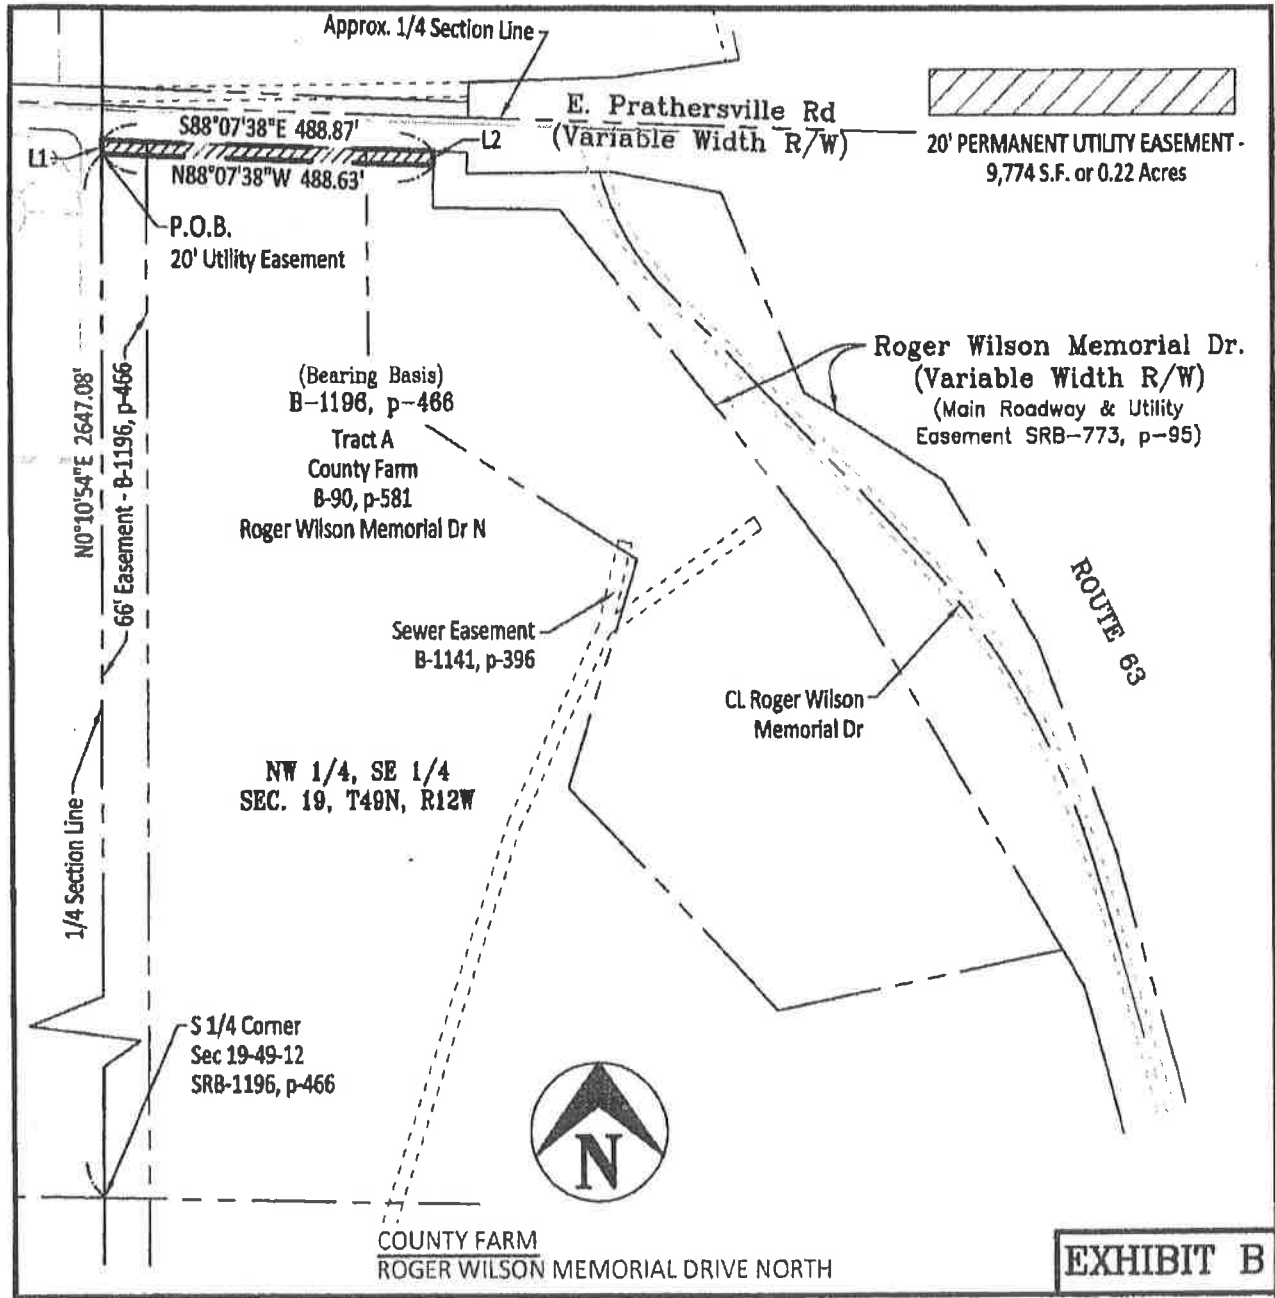 Approx. 1/4 Section Line
E. Prathersville Rd
(Variable Width R/W)
S88°07'38"E 488.87'
L1
L2
N88°07'38"W 488.63'
20' PERMANENT UTILITY EASEMENT -
9,774 S.F. or 0.22 Acres
P.O.B.
20' Utility Easement
N0°10'54"E 2647.08'
66' Easement - B-1196, p-466
1/4 Section Line
(Bearing Basis)
B-1196, p-466
Tract A
County Farm
B-90, p-581
Roger Wilson Memorial Dr N
Roger Wilson Memorial Dr.
(Variable Width R/W)
(Main Roadway & Utility
Easement SRB-773, p-95)
Sewer Easement
B-1141, p-396
ROUTE 63
CL Roger Wilson
Memorial Dr
NW 1/4, SE 1/4
SEC. 19, T49N, R12W
S 1/4 Corner
Sec 19-49-12
SRB-1196, p-466
N
COUNTY FARM
ROGER WILSON MEMORIAL DRIVE NORTH
EXHIBIT B